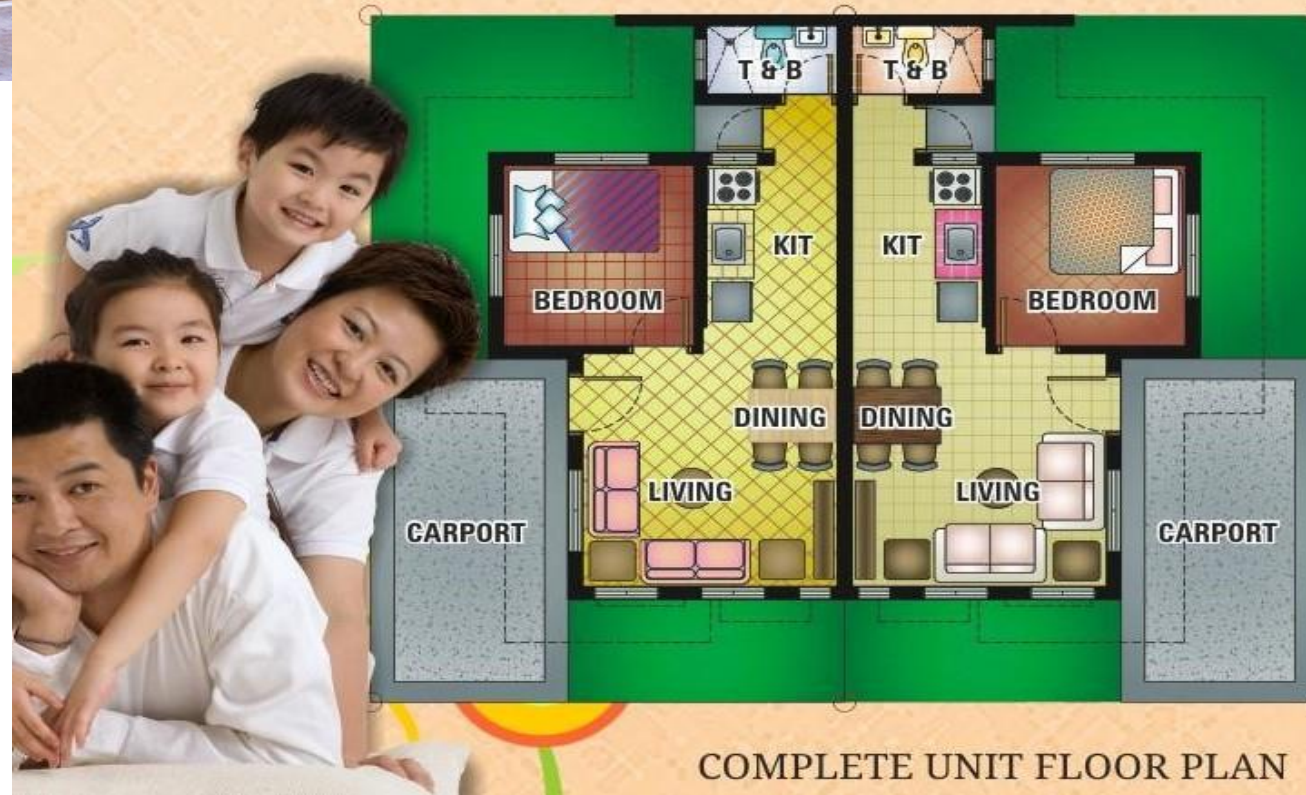 T & B T & B
KIT KIT
BEDROOM BEDROOM
DINING DINING
LIVING LIVING
CARPORT CARPORT
COMPLETE UNIT FLOOR PLAN